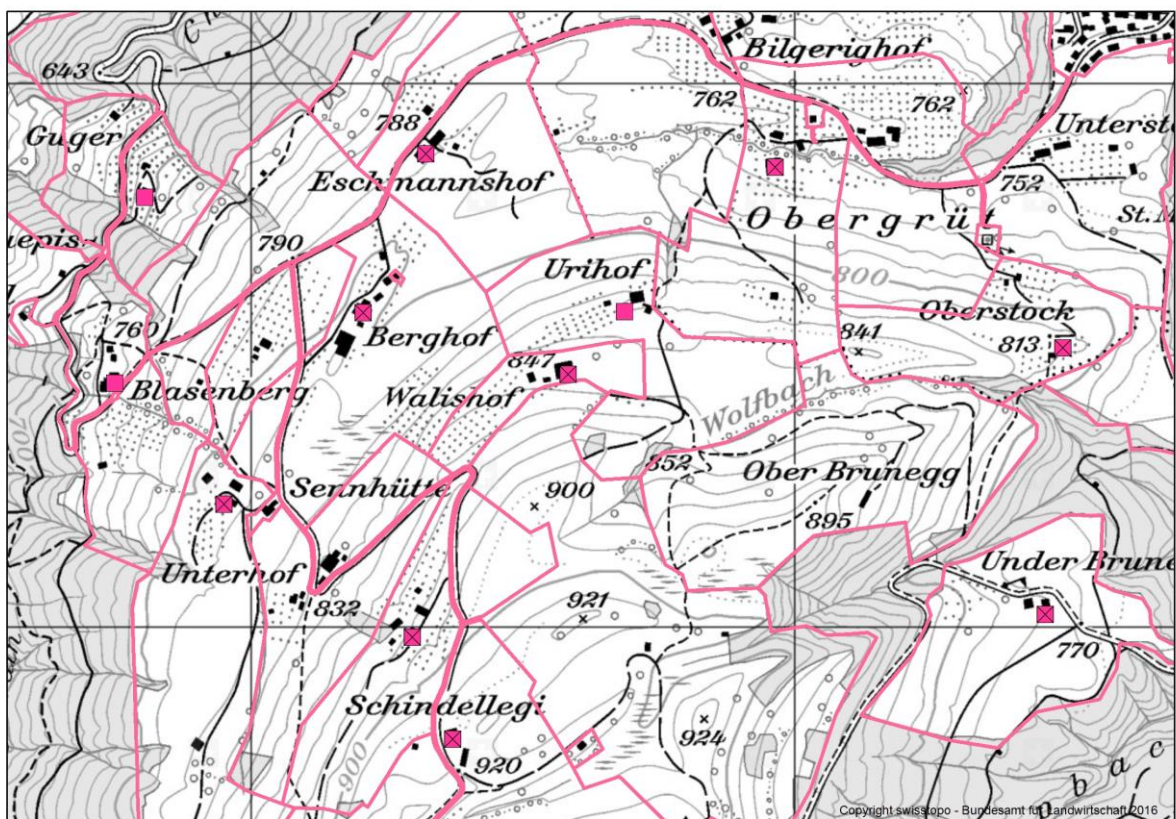 643
Bilgerighof
762
762
Guger
788
Eschmannshof
Unterst
752
St. M
Obergrüt
790
Urihof
800
760
Berghof
841
Oberstock
813
Blasenberg
847
Walishof
Wolfbach
852
Ober Brunegg
Sennhütte
900
895
Unterhof
832
921
Under Brune
770
Schindellegi
920
924
900
bac
Copyright swisstopo - Bundesamt für Landwirtschaft 2016